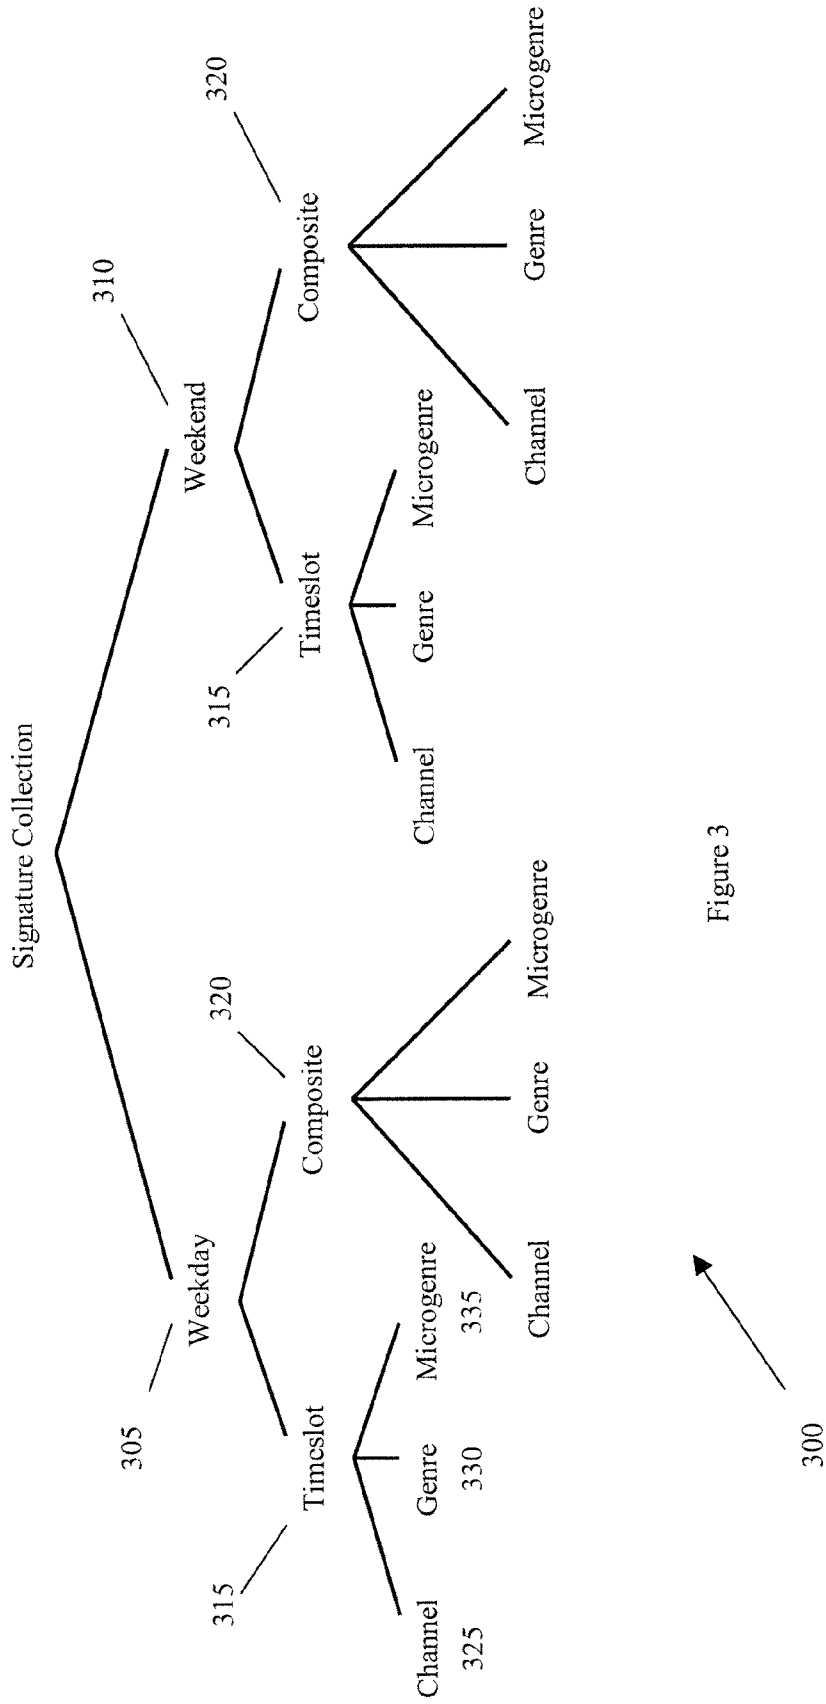 Signature Collection
305
Weekday
310
Weekend
315
Timeslot
320
Composite
315
Timeslot
320
Composite
Channel
325
Genre
330
Microgenre
335
Channel
Genre
Microgenre
Channel
Genre
Microgenre
Channel
Genre
Microgenre
300
Figure 3